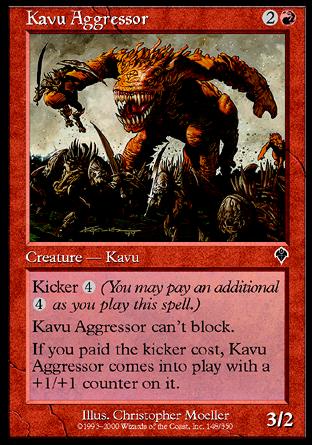 Kavu Aggressor 2
Creature — Kavu
Kicker 4 (You may pay an additional
4 as you play this spell.)
Kavu Aggressor can't block.
If you paid the kicker cost, Kavu
Aggressor comes into play with a
+1/+1 counter on it.
Illus. Christopher Moeller
©1993–2000 Wizards of the Coast, Inc. 148/350
3/2